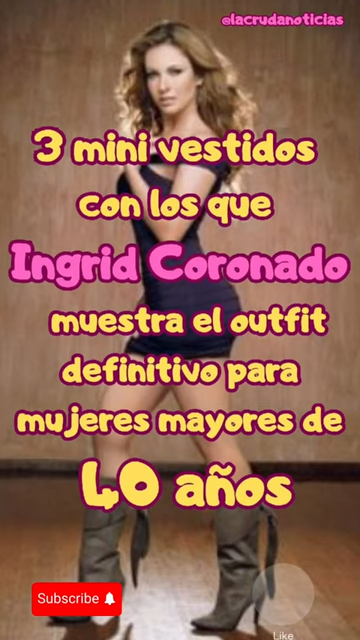 @lacrudanoticias
3 mini vestidos
con los que
Ingrid Coronado
muestra el outfit
definitivo para
mujeres mayores de
40 años
Subscribe
Like